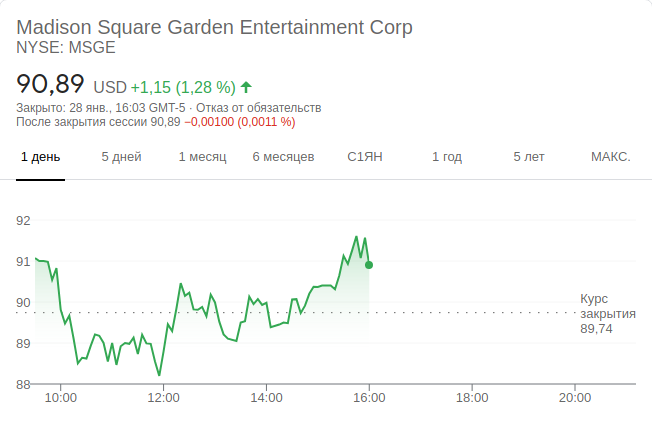 Madison Square Garden Entertainment Corp
NYSE: MSGE
90,89 USD +1,15 (1,28 %)
Закрыто: 28 янв., 16:03 GMT-5 · Отказ от обязательств
После закрытия сессии 90,89 −0,00100 (0,0011 %)
1 день 5 дней 1 месяц 6 месяцев С1ЯН 1 год 5 лет МАКС.
92
91
90
89
88
Курс
закрытия
89,74
10:00 12:00 14:00 16:00 18:00 20:00